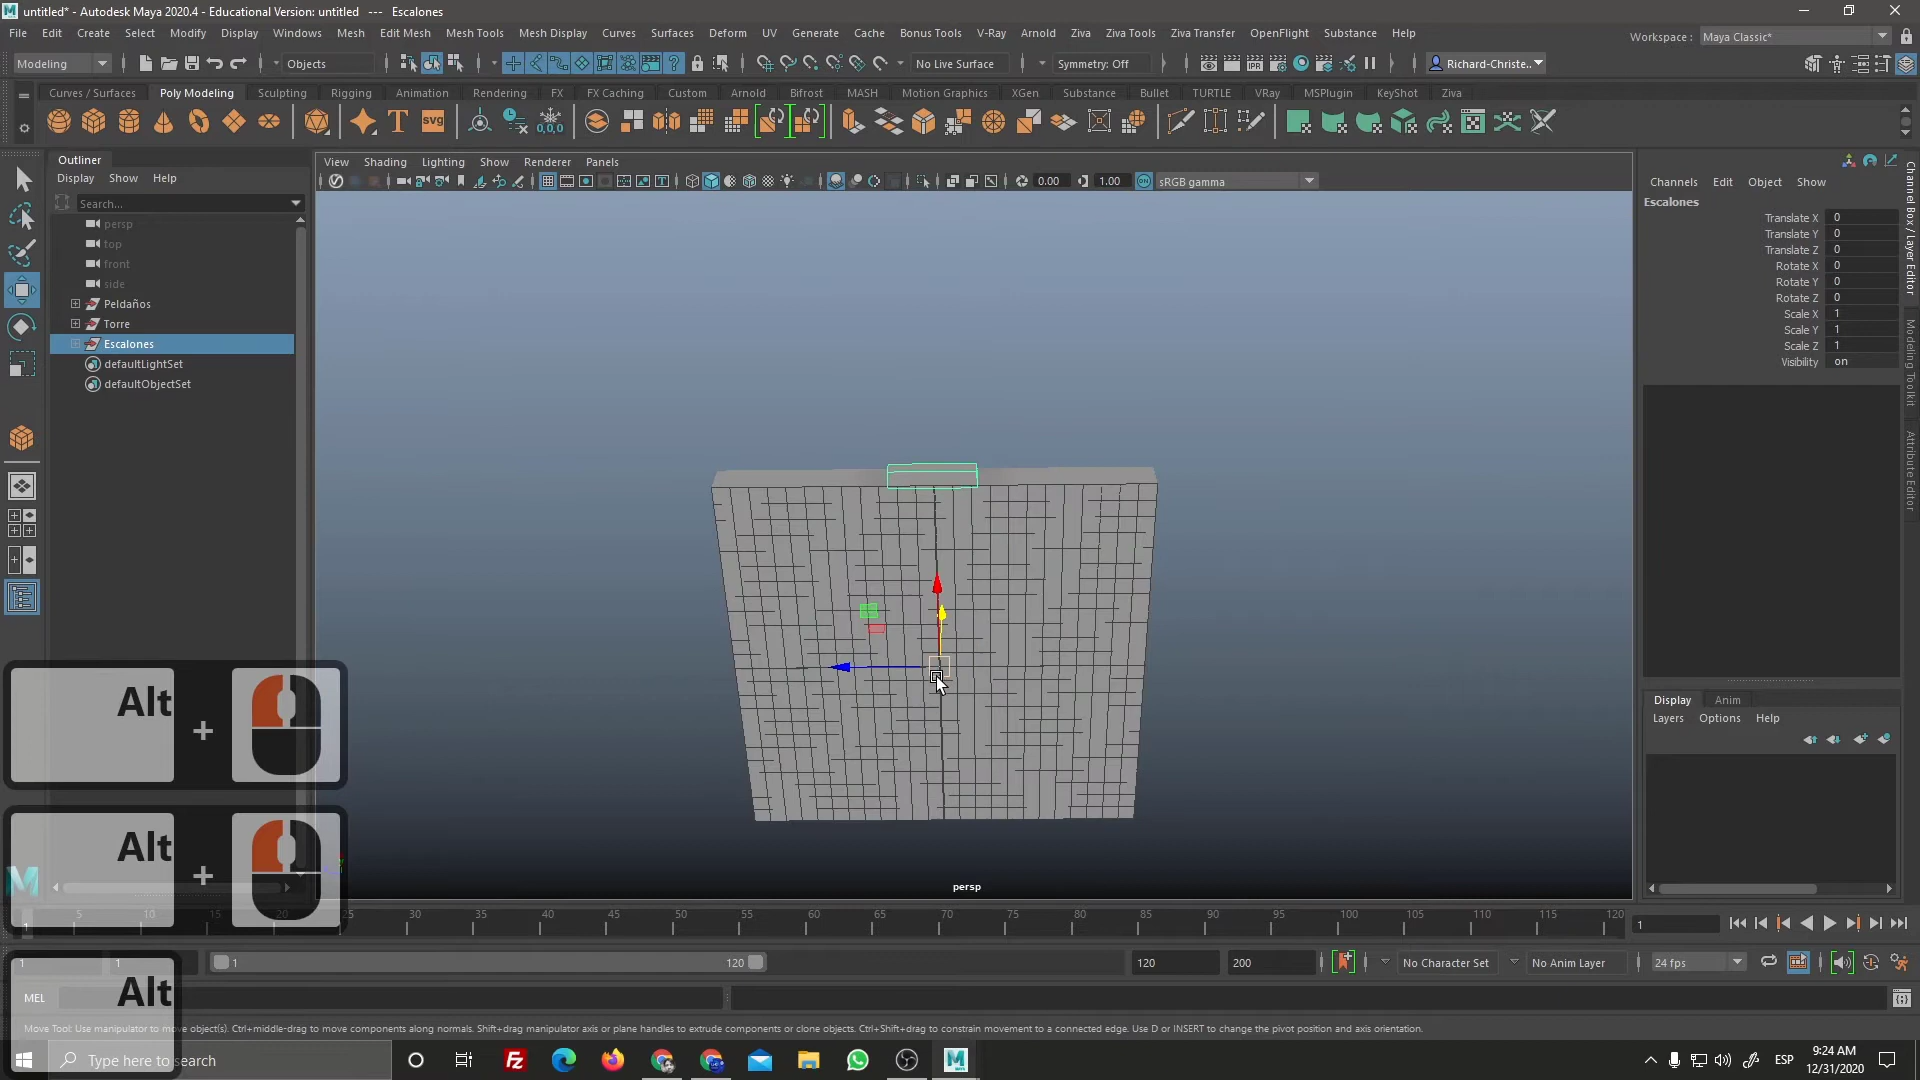 untitled* - Autodesk Maya 2020.4 - Educational Version: untitled   ---   Escalones
File Edit Create Select Modify Display Windows Mesh Edit Mesh Mesh Tools Mesh Display Curves Surfaces Deform UV Generate Cache Bonus Tools V-Ray Arnold Ziva Ziva Tools Ziva Transfer OpenFlight Substance Help
Workspace : Maya Classic*
Modeling Objects No Live Surface Symmetry: Off Richard-Christe..
Curves / Surfaces Poly Modeling Sculpting Rigging Animation Rendering FX FX Caching Custom Arnold Bifrost MASH Motion Graphics XGen Substance Bullet TURTLE VRay MSPlugin KeyShot Ziva
T svg 0,0,0
Outliner
Display Show Help
Search...
persp
top
front
side
Peldaños
Torre
Escalones
defaultLightSet
defaultObjectSet
View Shading Lighting Show Renderer Panels
0.00 1.00 ON sRGB gamma
persp
Channels Edit Object Show
Escalones
Translate X 0
Translate Y 0
Translate Z 0
Rotate X 0
Rotate Y 0
Rotate Z 0
Scale X 1
Scale Y 1
Scale Z 1
Visibility on
Channel Box / Layer Editor
Modeling Toolkit
Attribute Editor
Display Anim
Layers Options Help
Alt +
Alt +
Alt
M
1 5 10 15 20 25 30 35 40 45 50 55 60 65 70 75 80 85 90 95 100 105 110 115 120 1
1 1 1 120 120 200 No Character Set No Anim Layer 24 fps
MEL
Move Tool: Use manipulator to move object(s). Ctrl+middle-drag to move components along normals. Shift+drag manipulator axis or plane handles to extrude components or clone objects. Ctrl+Shift+drag to constrain movement to a connected edge. Use D or INSERT to change the pivot position and axis orientation.
Type here to search
ESP
9:24 AM
12/31/2020